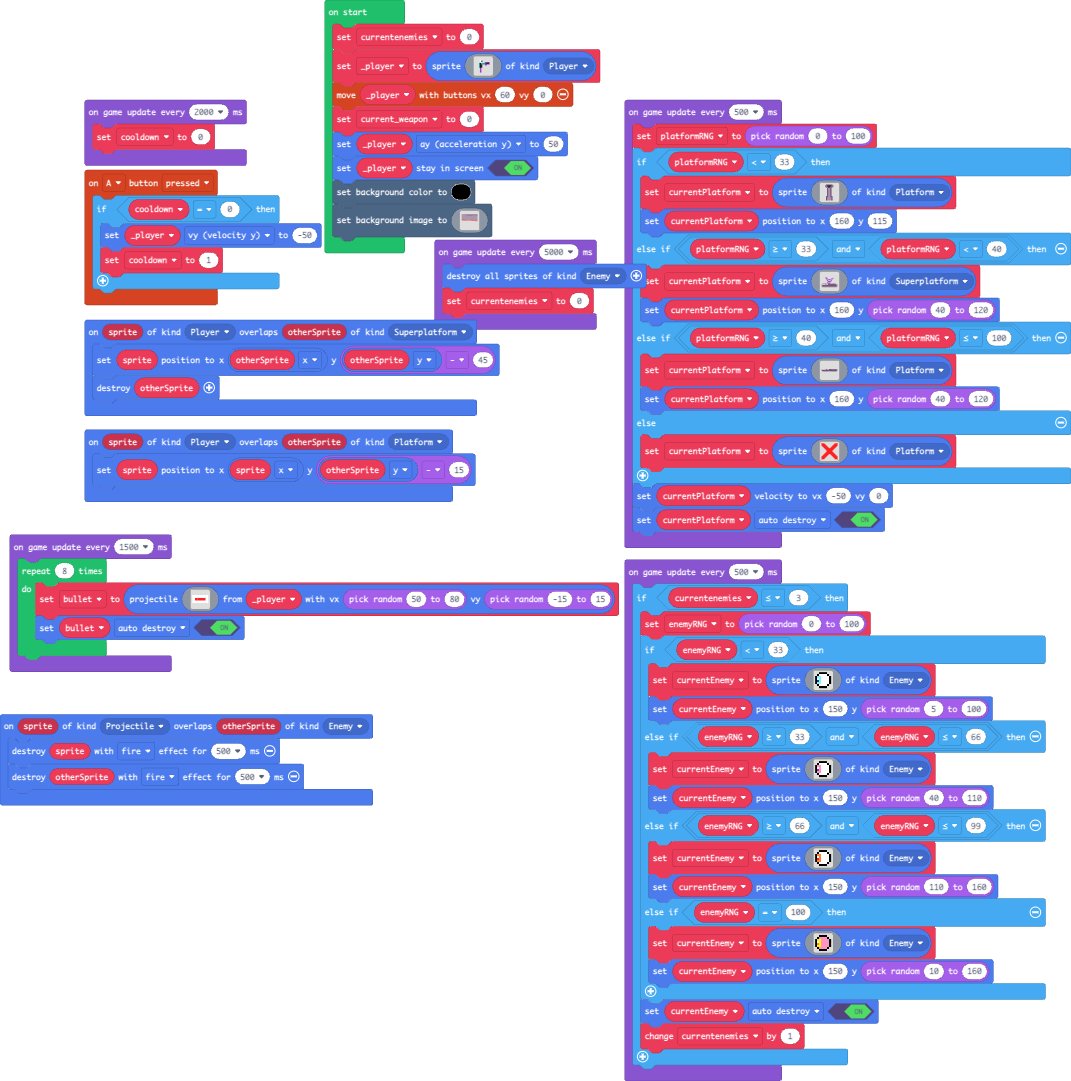 on start
set currentenemies to 0
set _player to sprite of kind Player
move _player with buttons vx 60 vy 0
set current_weapon to 0
set _player ay (acceleration y) to 50
set _player stay in screen ON
set background color to
set background image to
on game update every 2000 ms
set cooldown to 0
on A button pressed
if cooldown = 0 then
set _player vy (velocity y) to -50
set cooldown to 1
on game update every 5000 ms
destroy all sprites of kind Enemy
set currentenemies to 0
on sprite of kind Player overlaps otherSprite of kind Superplatform
set sprite position to x otherSprite x y otherSprite y - 45
destroy otherSprite
on sprite of kind Player overlaps otherSprite of kind Platform
set sprite position to x sprite x y otherSprite y - 15
on game update every 1500 ms
repeat 8 times
do
set bullet to projectile from _player with vx pick random 50 to 80 vy pick random -15 to 15
set bullet auto destroy ON
on sprite of kind Projectile overlaps otherSprite of kind Enemy
destroy sprite with fire effect for 500 ms
destroy otherSprite with fire effect for 500 ms
on game update every 500 ms
set platformRNG to pick random 0 to 100
if platformRNG < 33 then
set currentPlatform to sprite of kind Platform
set currentPlatform position to x 160 y 115
else if platformRNG ≥ 33 and platformRNG < 40 then
set currentPlatform to sprite of kind Superplatform
set currentPlatform position to x 160 y pick random 40 to 120
else if platformRNG ≥ 40 and platformRNG ≤ 100 then
set currentPlatform to sprite of kind Platform
set currentPlatform position to x 160 y pick random 40 to 120
else
set currentPlatform to sprite of kind Platform
set currentPlatform velocity to vx -50 vy 0
set currentPlatform auto destroy ON
on game update every 500 ms
if currentenemies ≤ 3 then
set enemyRNG to pick random 0 to 100
if enemyRNG < 33 then
set currentEnemy to sprite of kind Enemy
set currentEnemy position to x 150 y pick random 5 to 100
else if enemyRNG ≥ 33 and enemyRNG ≤ 66 then
set currentEnemy to sprite of kind Enemy
set currentEnemy position to x 150 y pick random 40 to 110
else if enemyRNG ≥ 66 and enemyRNG ≤ 99 then
set currentEnemy to sprite of kind Enemy
set currentEnemy position to x 150 y pick random 110 to 160
else if enemyRNG = 100 then
set currentEnemy to sprite of kind Enemy
set currentEnemy position to x 150 y pick random 10 to 160
set currentEnemy auto destroy ON
change currentenemies by 1